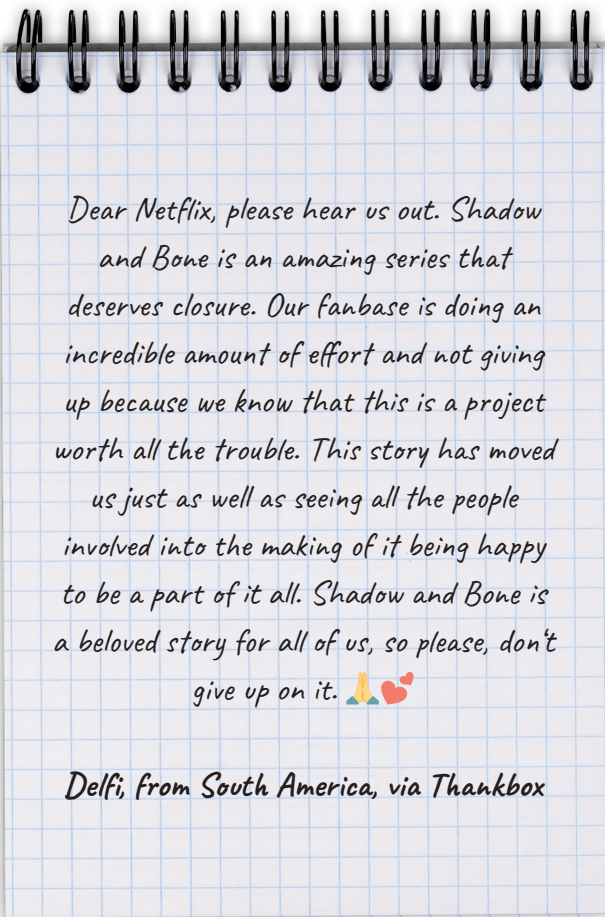 Dear Netflix, please hear us out. Shadow
and Bone is an amazing series that
deserves closure. Our fanbase is doing an
incredible amount of effort and not giving
up because we know that this is a project
worth all the trouble. This story has moved
us just as well as seeing all the people
involved into the making of it being happy
to be a part of it all. Shadow and Bone is
a beloved story for all of us, so please, don't
give up on it. 🙏💕
Delfi, from South America, via Thankbox